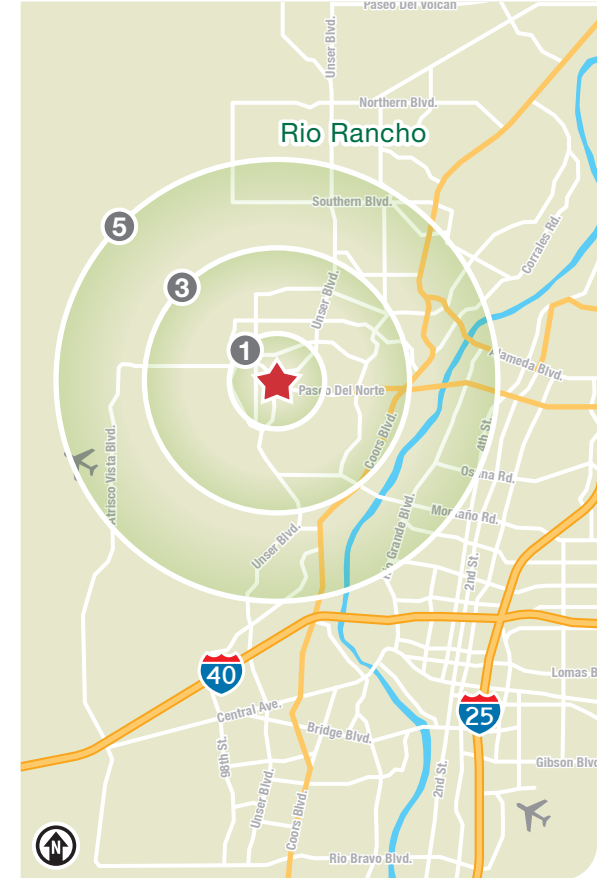 Paseo Del Volcan
Unser Blvd.
Northern Blvd.
Rio Rancho
Southern Blvd.
5
Corrales Rd.
3
Unser Blvd.
1
Alameda Blvd.
Paseo Del Norte
Coors Blvd.
4th St.
Atrisco Vista Blvd.
Osuna Rd.
Montaño Rd.
Unser Blvd.
Rio Grande Blvd.
2nd St.
40
Lomas B
Central Ave.
25
Bridge Blvd.
98th St.
Gibson Blvd
2nd St.
Unser Blvd.
Coors Blvd.
N
Rio Bravo Blvd.